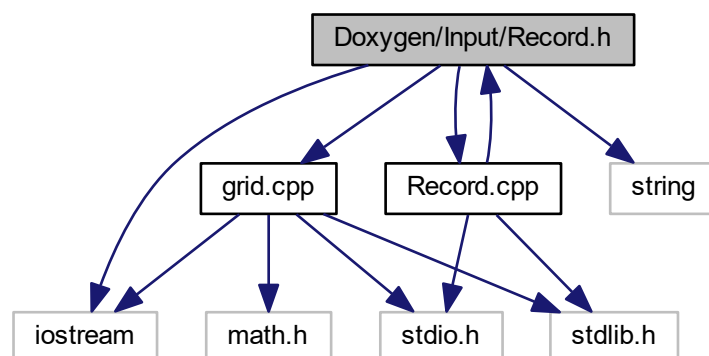 Doxygen/Input/Record.h
grid.cpp
Record.cpp
string
iostream
math.h
stdio.h
stdlib.h